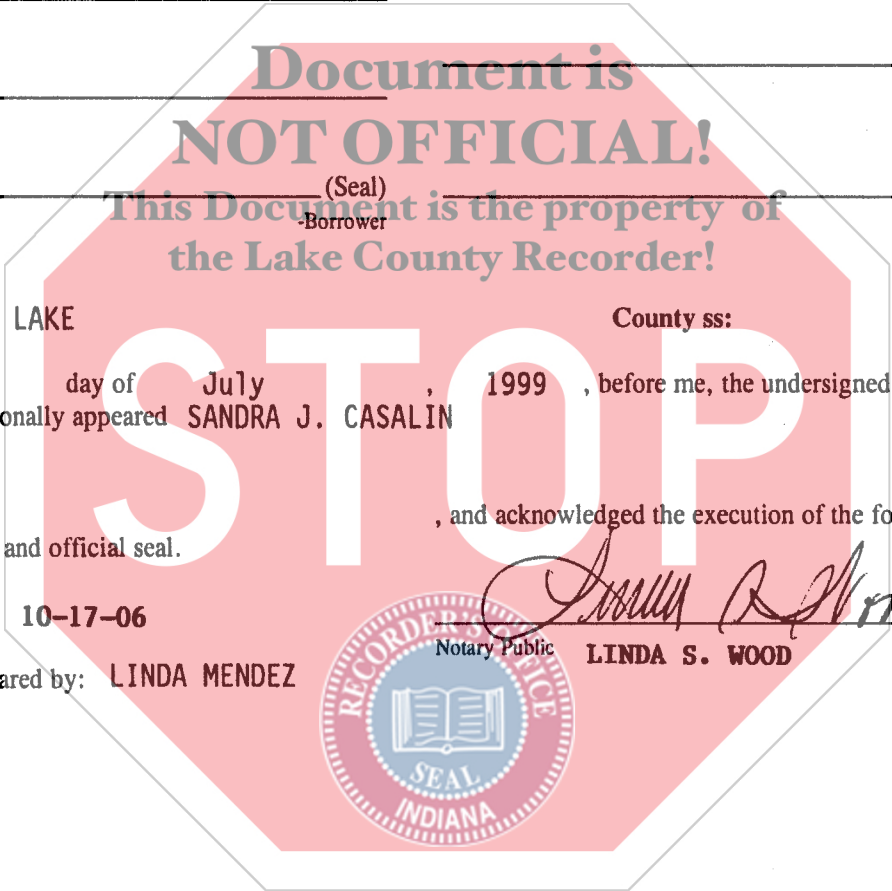 Document is
NOT OFFICIAL!
(Seal)
This Document is the property of
-Borrower
the Lake County Recorder!
LAKE County ss:
STOP
day of July , 1999 , before me, the undersigned
onally appeared SANDRA J. CASALIN
, and acknowledged the execution of the fo
and official seal.
10-17-06
Notary Public LINDA S. WOOD
ared by: LINDA MENDEZ
RECORDER'S OFFICE
SEAL
INDIANA